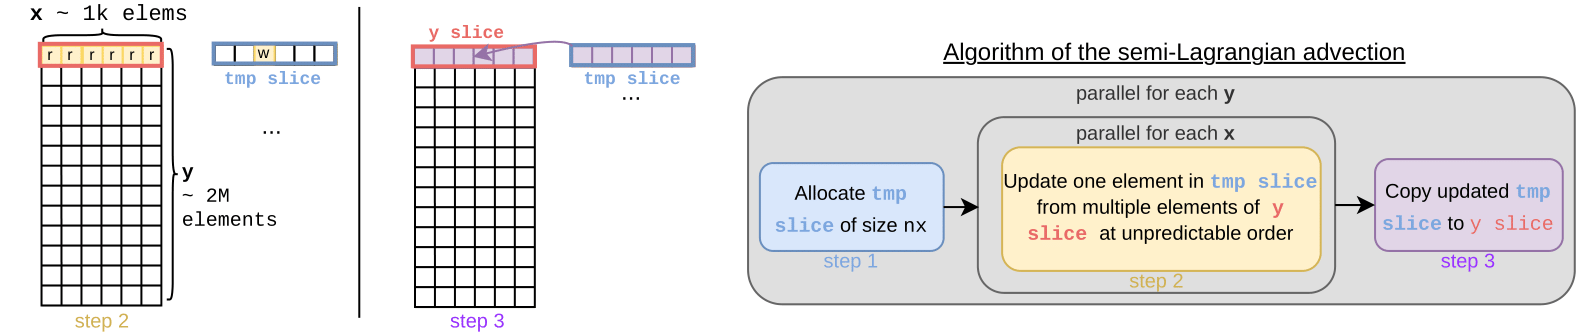 x ~ 1k elems
r r r r r r
w
tmp slice
...
y
~ 2M
elements
step 2
y slice
tmp slice
...
step 3
Algorithm of the semi-Lagrangian advection
parallel for each y
parallel for each x
Allocate tmp
slice of size nx
step 1
Update one element in tmp slice
from multiple elements of y
slice at unpredictable order
step 2
Copy updated tmp
slice to y slice
step 3